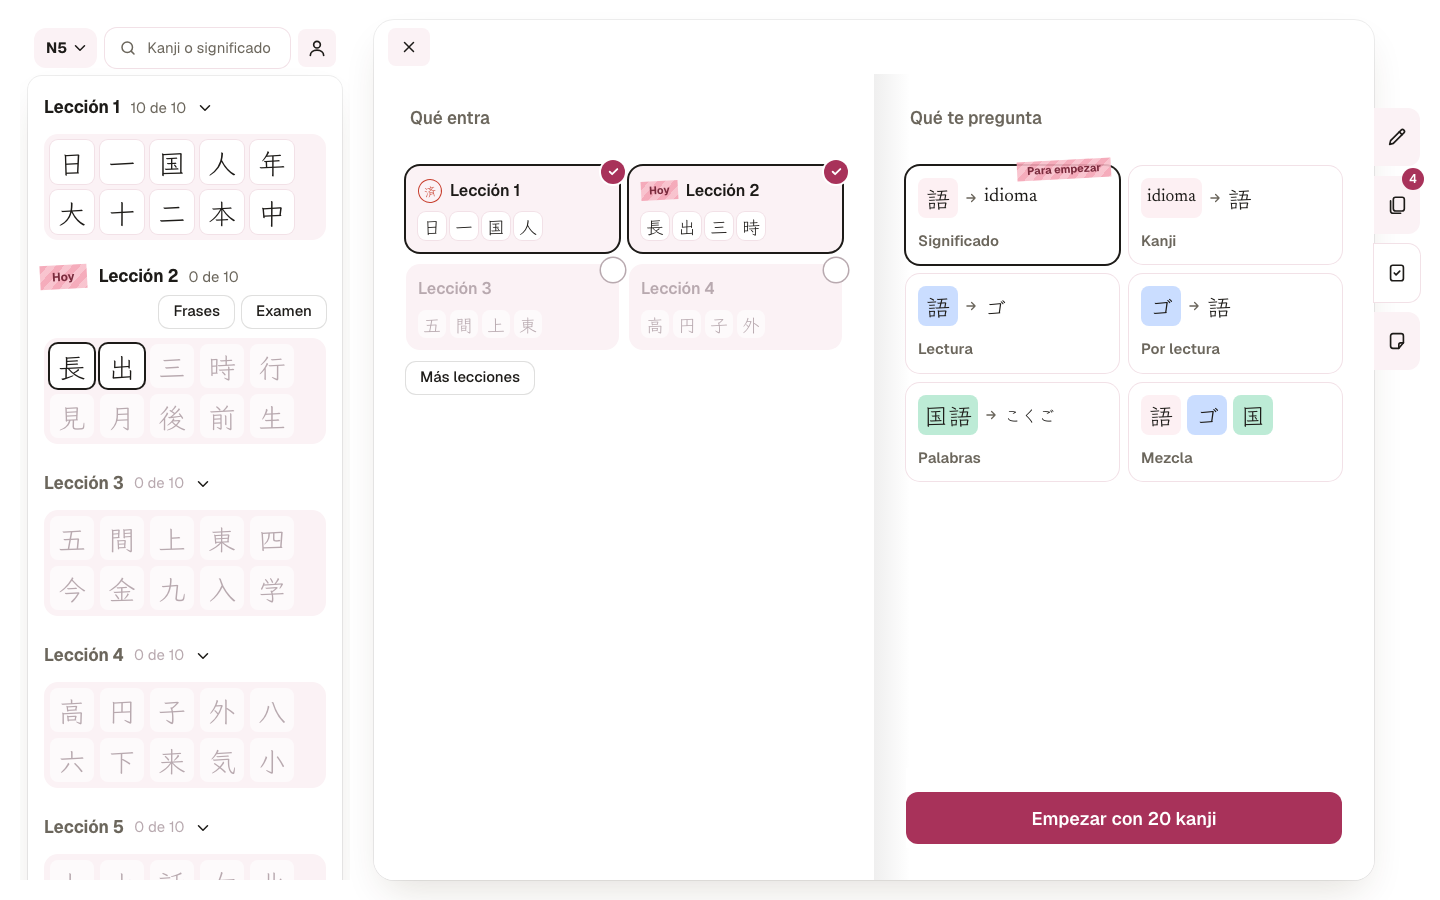 N5
Kanji o significado
Lección 1 10 de 10
日 一 国 人 年
大 十 二 本 中
Hoy Lección 2 0 de 10
Frases Examen
長 出 三 時 行
見 月 後 前 生
Lección 3 0 de 10
五 間 上 東 四
今 金 九 入 学
Lección 4 0 de 10
高 円 子 外 八
六 下 来 気 小
Lección 5 0 de 10
Qué entra
済 Lección 1
日 一 国 人
Hoy Lección 2
長 出 三 時
Lección 3
五 間 上 東
Lección 4
高 円 子 外
Más lecciones
Qué te pregunta
Para empezar
語 → idioma
Significado
idioma → 語
Kanji
語 → ゴ
Lectura
ゴ → 語
Por lectura
国語 → こくご
Palabras
語 ゴ 国
Mezcla
Empezar con 20 kanji
4